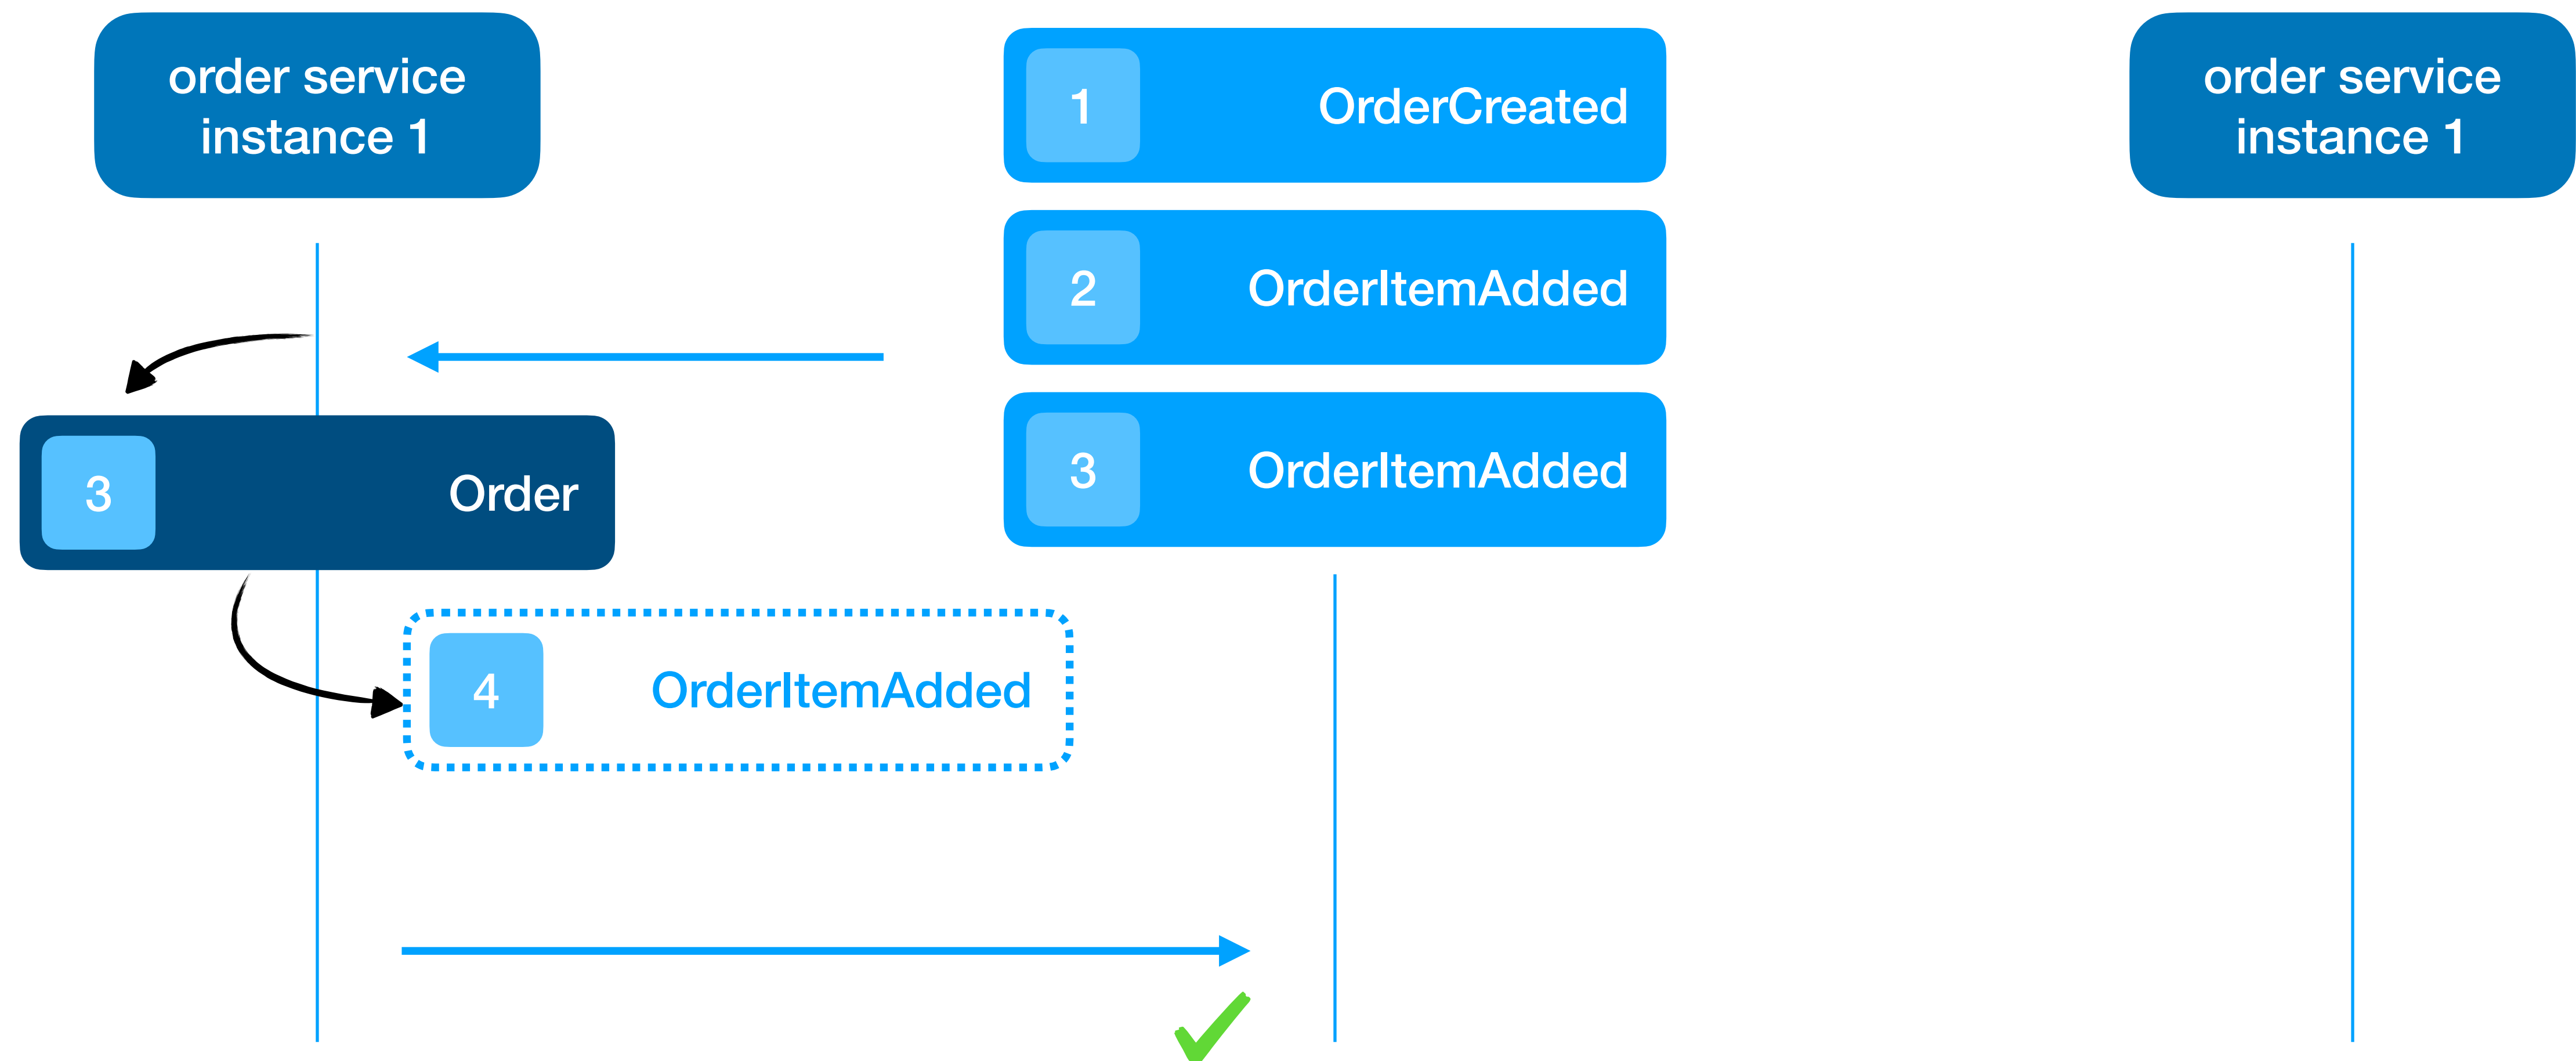 order service
instance 1
1 OrderCreated
order service
instance 1
2 OrderItemAdded
3 OrderItemAdded
3 Order
4 OrderItemAdded